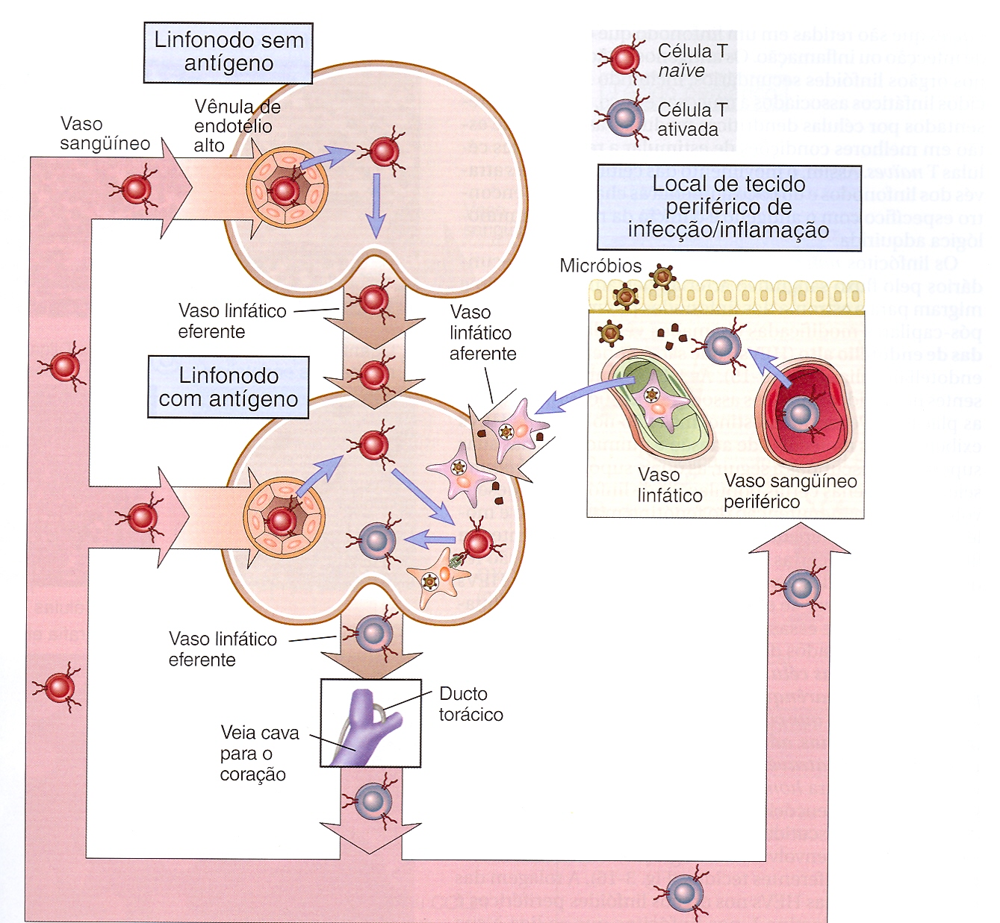 Linfonodo sem
antígeno
Célula T
naïve
Célula T
ativada
Vaso
sangüíneo
Vênula de
endotélio
alto
Local de tecido
periférico de
infecção/inflamação
Micróbios
Vaso linfático
eferente
Vaso
linfático
aferente
Linfonodo
com antígeno
Vaso
linfático
Vaso sangüíneo
periférico
Vaso linfático
eferente
Ducto
torácico
Veia cava
para o
coração